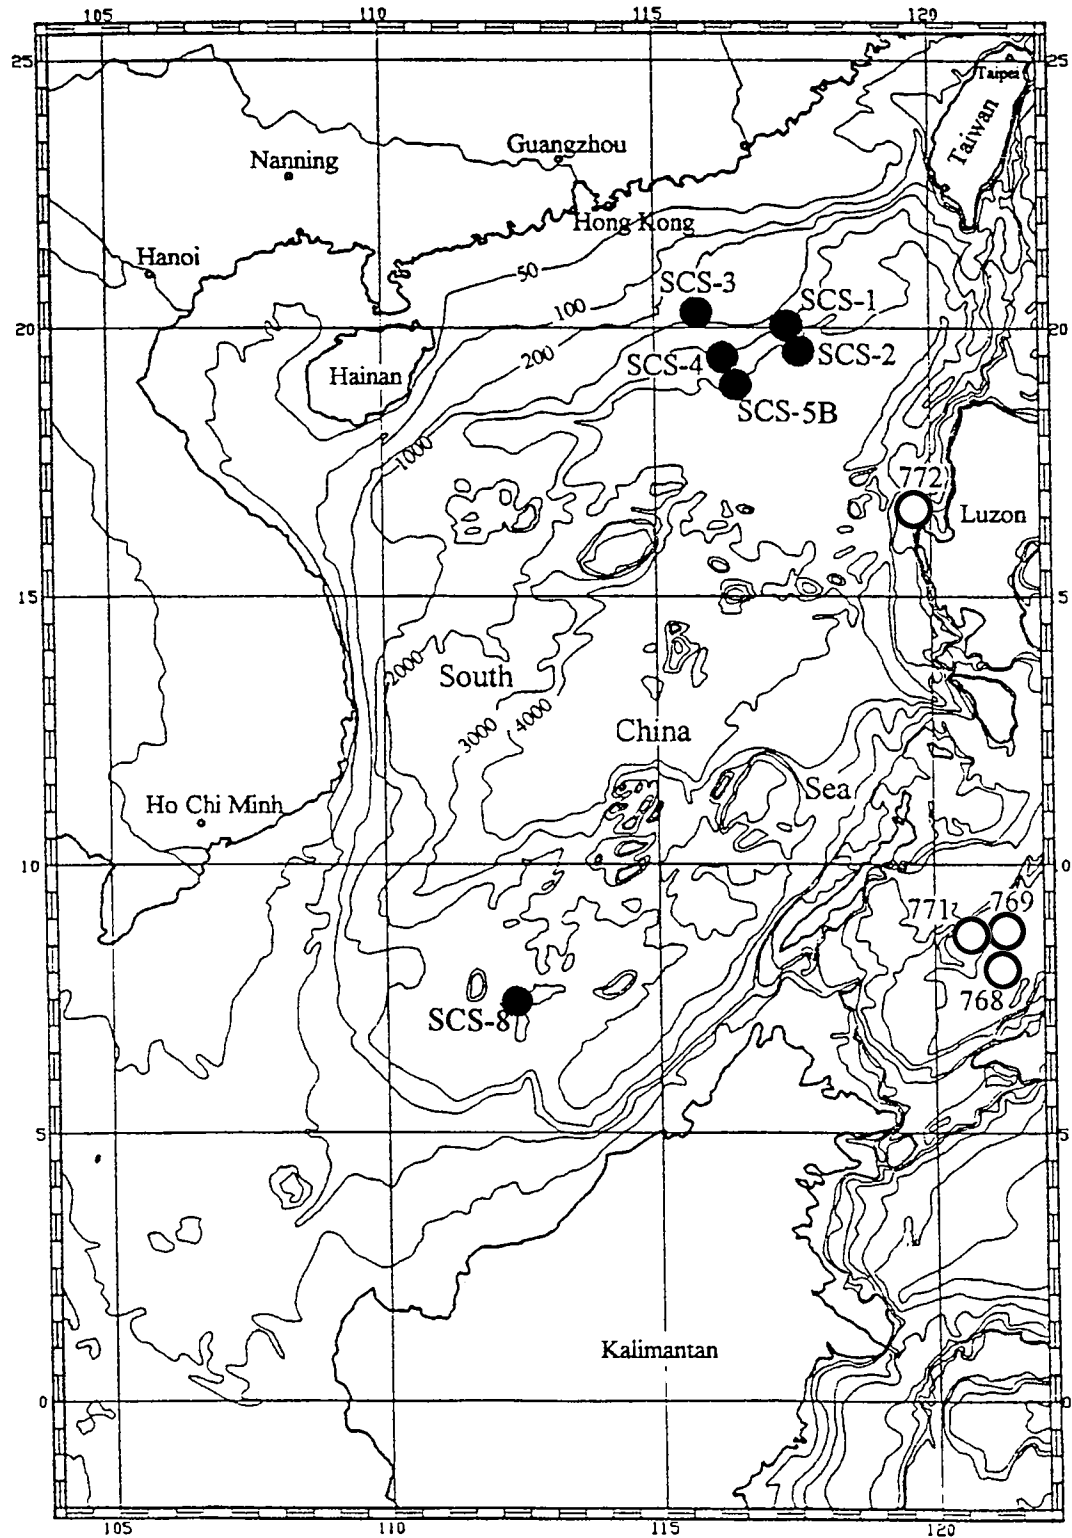 105 110 115 120
25 25
Taipei
Taiwan
Guangzhou
Nanning
Hong Kong
Hanoi
50
SCS-3
SCS-1
100
20 20
200
SCS-4
SCS-2
Hainan
SCS-5B
1000
772
Luzon
15 5
2000
South
4000
3000
China
Sea
Ho Chi Minh
10 0
771
769
768
SCS-8
5 5
Kalimantan
0 0
105 110 115 120